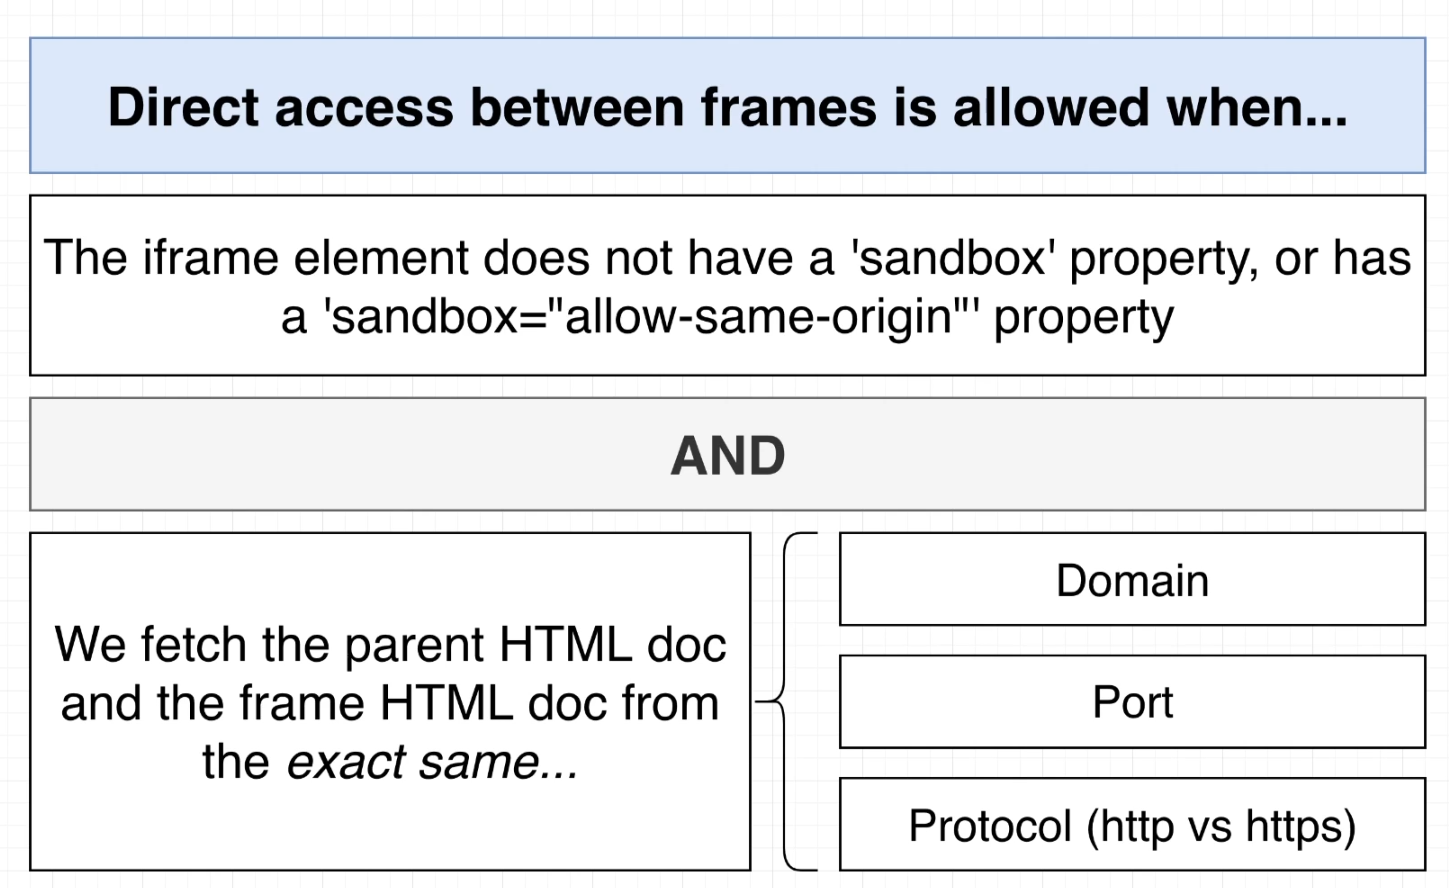 Direct access between frames is allowed when...
The iframe element does not have a 'sandbox' property, or has
a 'sandbox="allow-same-origin"' property
AND
We fetch the parent HTML doc
and the frame HTML doc from
the exact same...
Domain
Port
Protocol (http vs https)